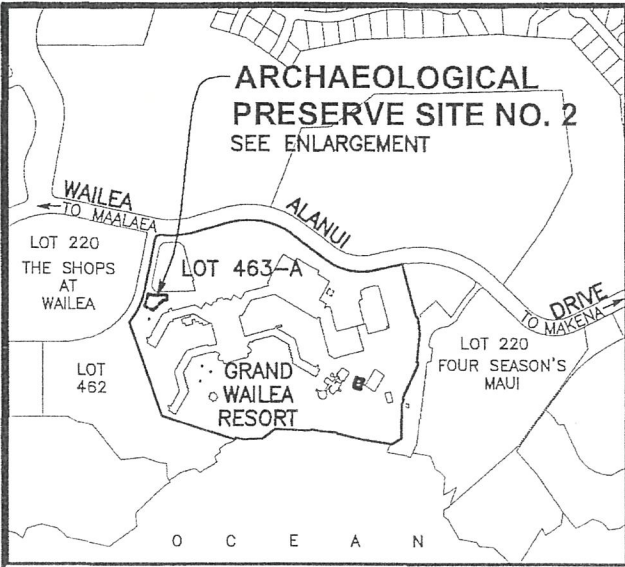 ARCHAEOLOGICAL
PRESERVE SITE NO. 2
SEE ENLARGEMENT
WAILEA
TO MAALAEA
ALANUI
DRIVE
TO MAKENA
LOT 220
THE SHOPS
AT
WAILEA
LOT 463-A
LOT 220
FOUR SEASON'S
MAUI
LOT
462
GRAND
WAILEA
RESORT
OCEAN